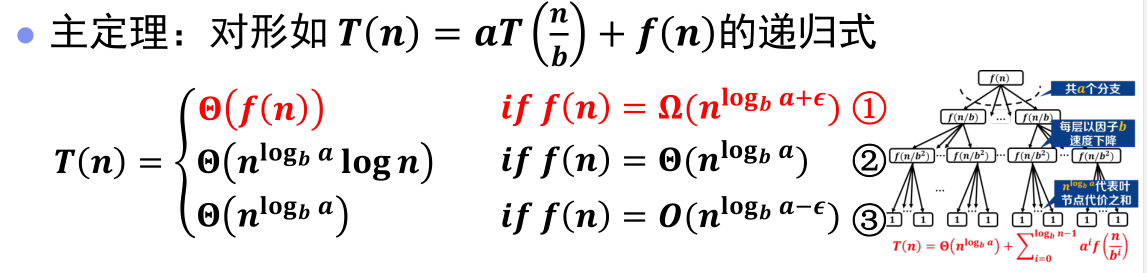 主定理：对形如 T(n) = aT(n/b) + f(n)的递归式
T(n) = { Θ(f(n)) if f(n) = Ω(n^{log_b a+ϵ}) ①
Θ(n^{log_b a} log n) if f(n) = Θ(n^{log_b a}) ②
Θ(n^{log_b a}) if f(n) = O(n^{log_b a−ϵ}) ③
f(n)
共a个分支
f(n/b) ... f(n/b)
每层以因子b
速度下降
f(n/b²) f(n/b²) f(n/b²) f(n/b²)
... ... ... ... ...
n^{log_b a}代表叶
节点代价之和
1 1 1 1 1 1 1 1
T(n) = Θ(n^{log_b a}) + ∑_{i=0}^{log_b n−1} a^i f(n/b^i)